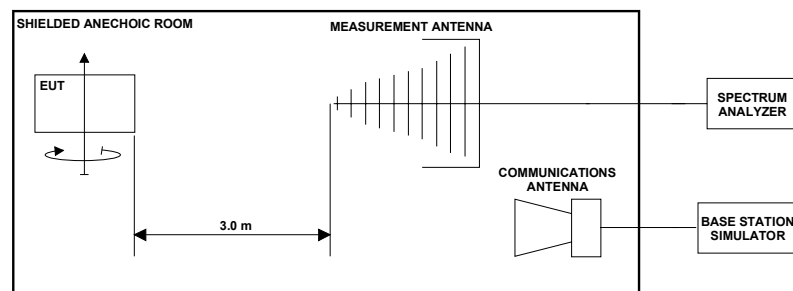 SHIELDED ANECHOIC ROOM
MEASUREMENT ANTENNA
EUT
SPECTRUM
ANALYZER
COMMUNICATIONS
ANTENNA
3.0 m
BASE STATION
SIMULATOR